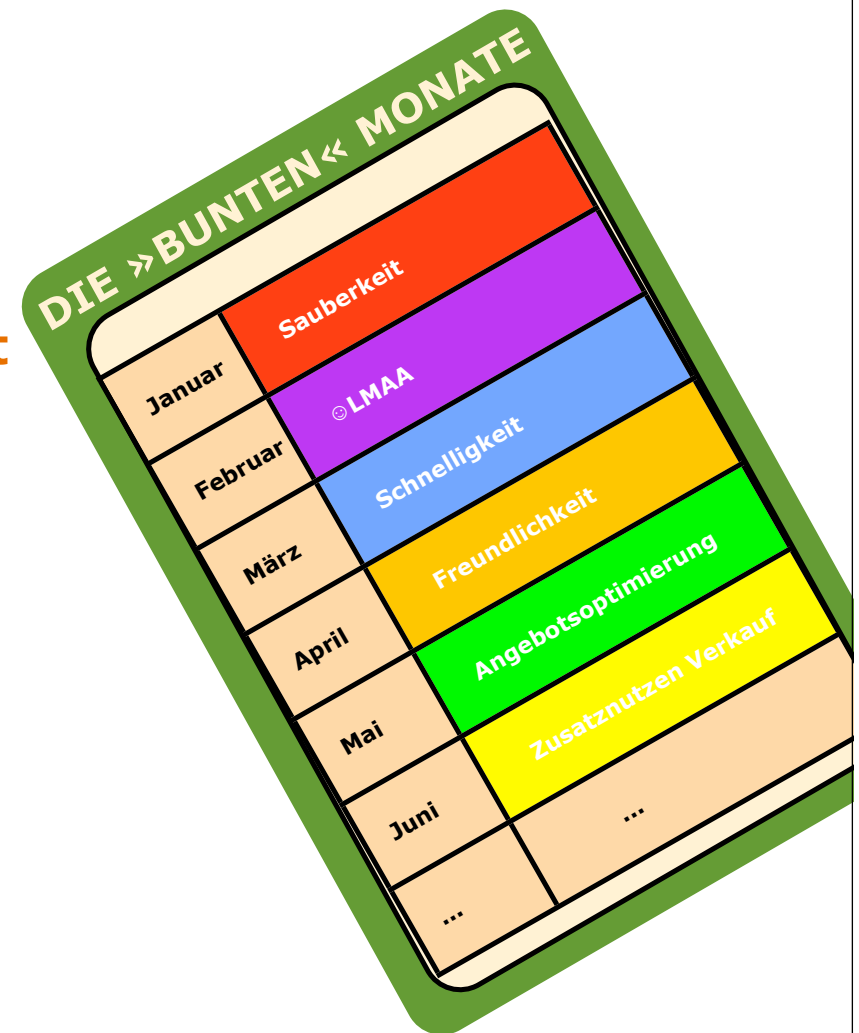 DIE »BUNTEN« MONATE
Januar Sauberkeit
Februar ☺LMAA
März Schnelligkeit
April Freundlichkeit
Mai Angebotsoptimierung
Juni Zusatznutzen Verkauf
... ...